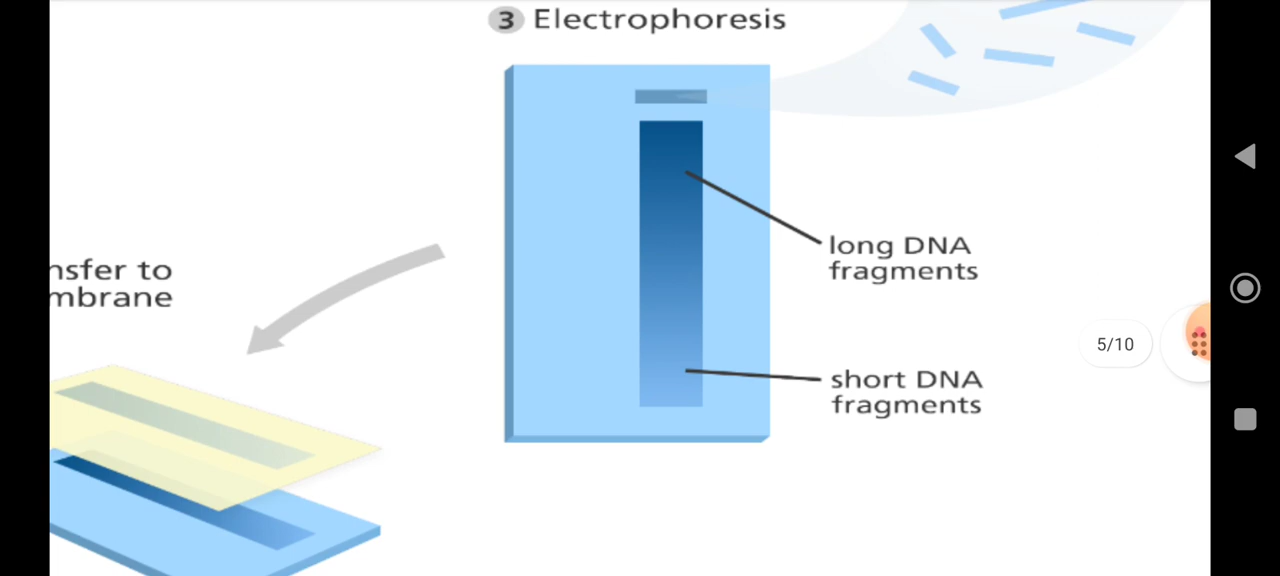 3 Electrophoresis
long DNA
fragments
nsfer to
mbrane
5/10
short DNA
fragments